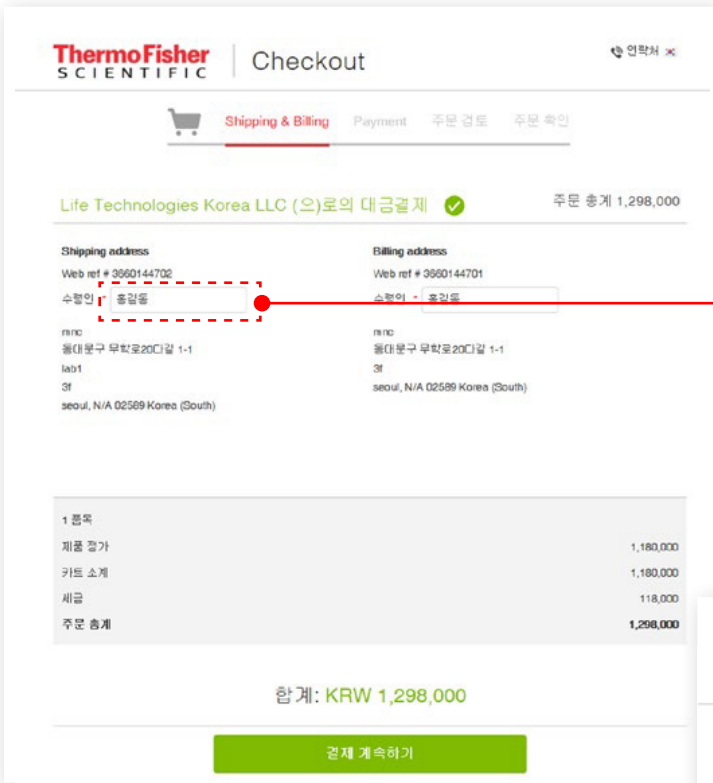 ThermoFisher
SCIENTIFIC
Checkout
연락처
Shipping & Billing Payment 주문 검토 주문 확인
Life Technologies Korea LLC (으)로의 대금결제
주문 총계 1,298,000
Shipping address
Web ref # 3660144702
수령인 * 홍길동
mnc
동대문구 무학로20다길 1-1
lab1
3f
seoul, N/A 02589 Korea (South)
Billing address
Web ref # 3660144701
수령인 * 홍길동
mnc
동대문구 무학로20다길 1-1
3f
seoul, N/A 02589 Korea (South)
1 품목
제품 정가 1,180,000
카트 소계 1,180,000
세금 118,000
주문 총계 1,298,000
합계: KRW 1,298,000
결제 계속하기